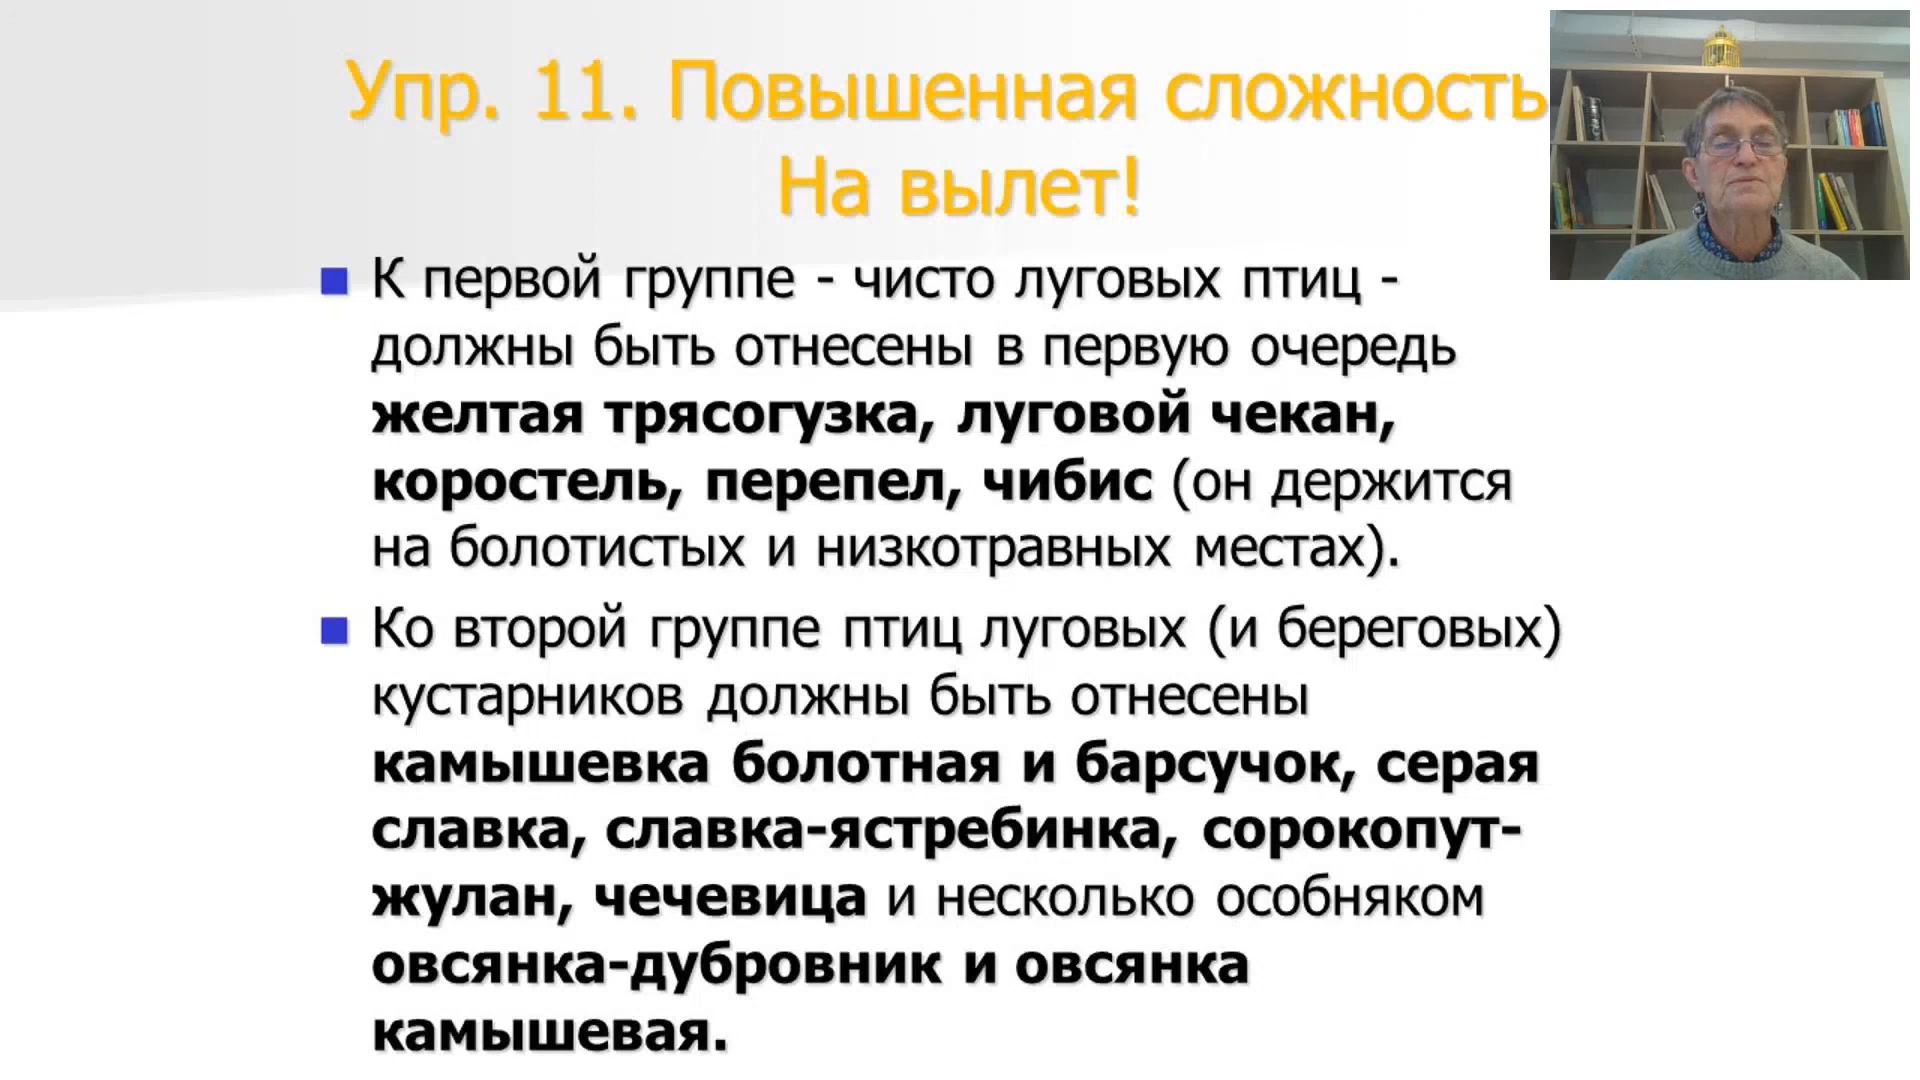 Упр. 11. Повышенная сложность
На вылет!
К первой группе - чисто луговых птиц -
должны быть отнесены в первую очередь
желтая трясогузка, луговой чекан,
коростель, перепел, чибис (он держится
на болотистых и низкотравных местах).
Ко второй группе птиц луговых (и береговых)
кустарников должны быть отнесены
камышевка болотная и барсучок, серая
славка, славка-ястребинка, сорокопут-
жулан, чечевица и несколько особняком
овсянка-дубровник и овсянка
камышевая.